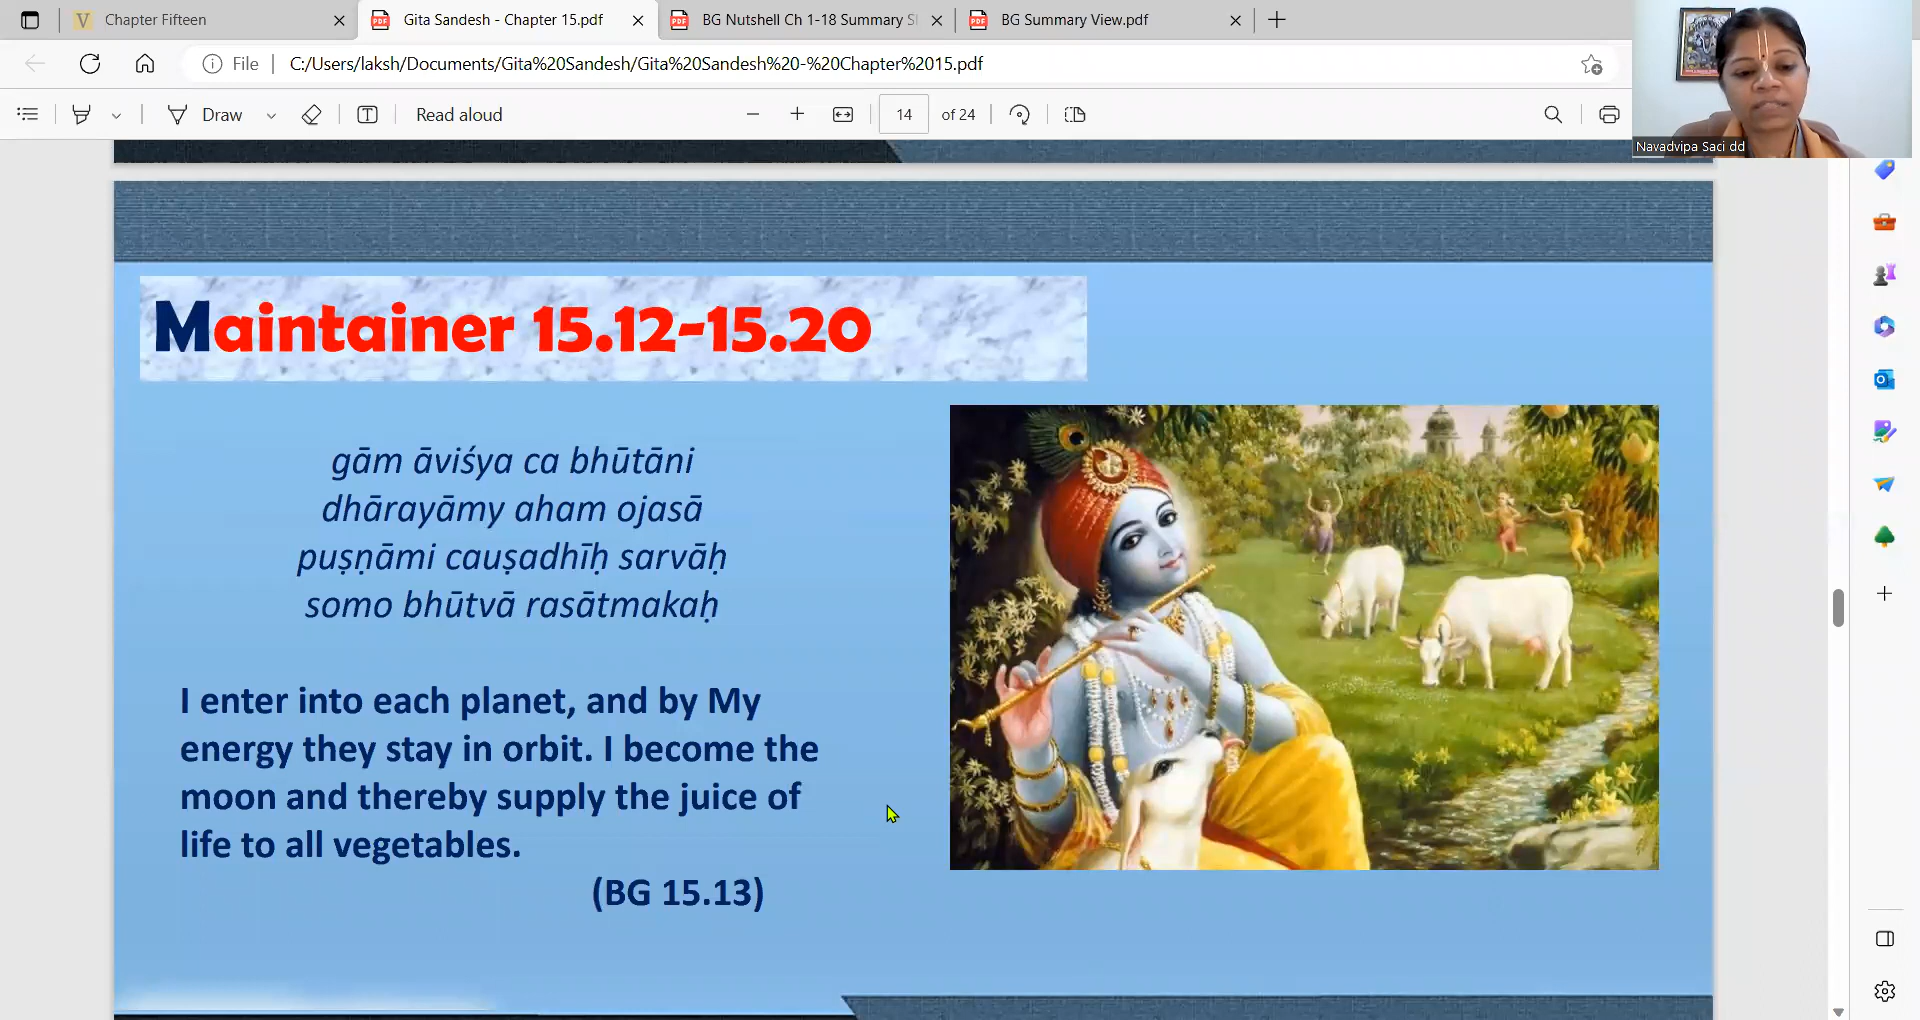 Chapter Fifteen
Gita Sandesh - Chapter 15.pdf
BG Nutshell Ch 1-18 Summary
BG Summary View.pdf
File
C:/Users/laksh/Documents/Gita%20Sandesh/Gita%20Sandesh%20-%20Chapter%2015.pdf
Draw
Read aloud
14 of 24
Navadvipa Saci dd
Maintainer 15.12-15.20
gām āviśya ca bhūtāni
dhārayāmy aham ojasā
puṣṇāmi cauṣadhīḥ sarvāḥ
somo bhūtvā rasātmakaḥ
I enter into each planet, and by My
energy they stay in orbit. I become the
moon and thereby supply the juice of
life to all vegetables.
(BG 15.13)